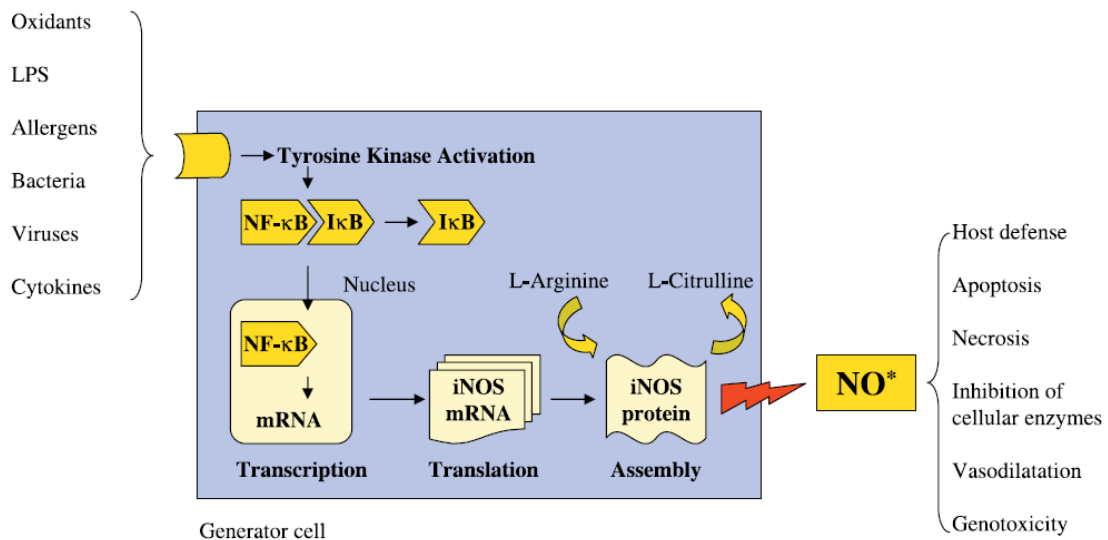 Oxidants
LPS
Allergens
Bacteria
Viruses
Cytokines
Tyrosine Kinase Activation
NF-κB
IκB
IκB
Nucleus
NF-κB
mRNA
Transcription
iNOS
mRNA
Translation
L-Arginine
L-Citrulline
iNOS
protein
Assembly
Generator cell
NO*
Host defense
Apoptosis
Necrosis
Inhibition of
cellular enzymes
Vasodilatation
Genotoxicity